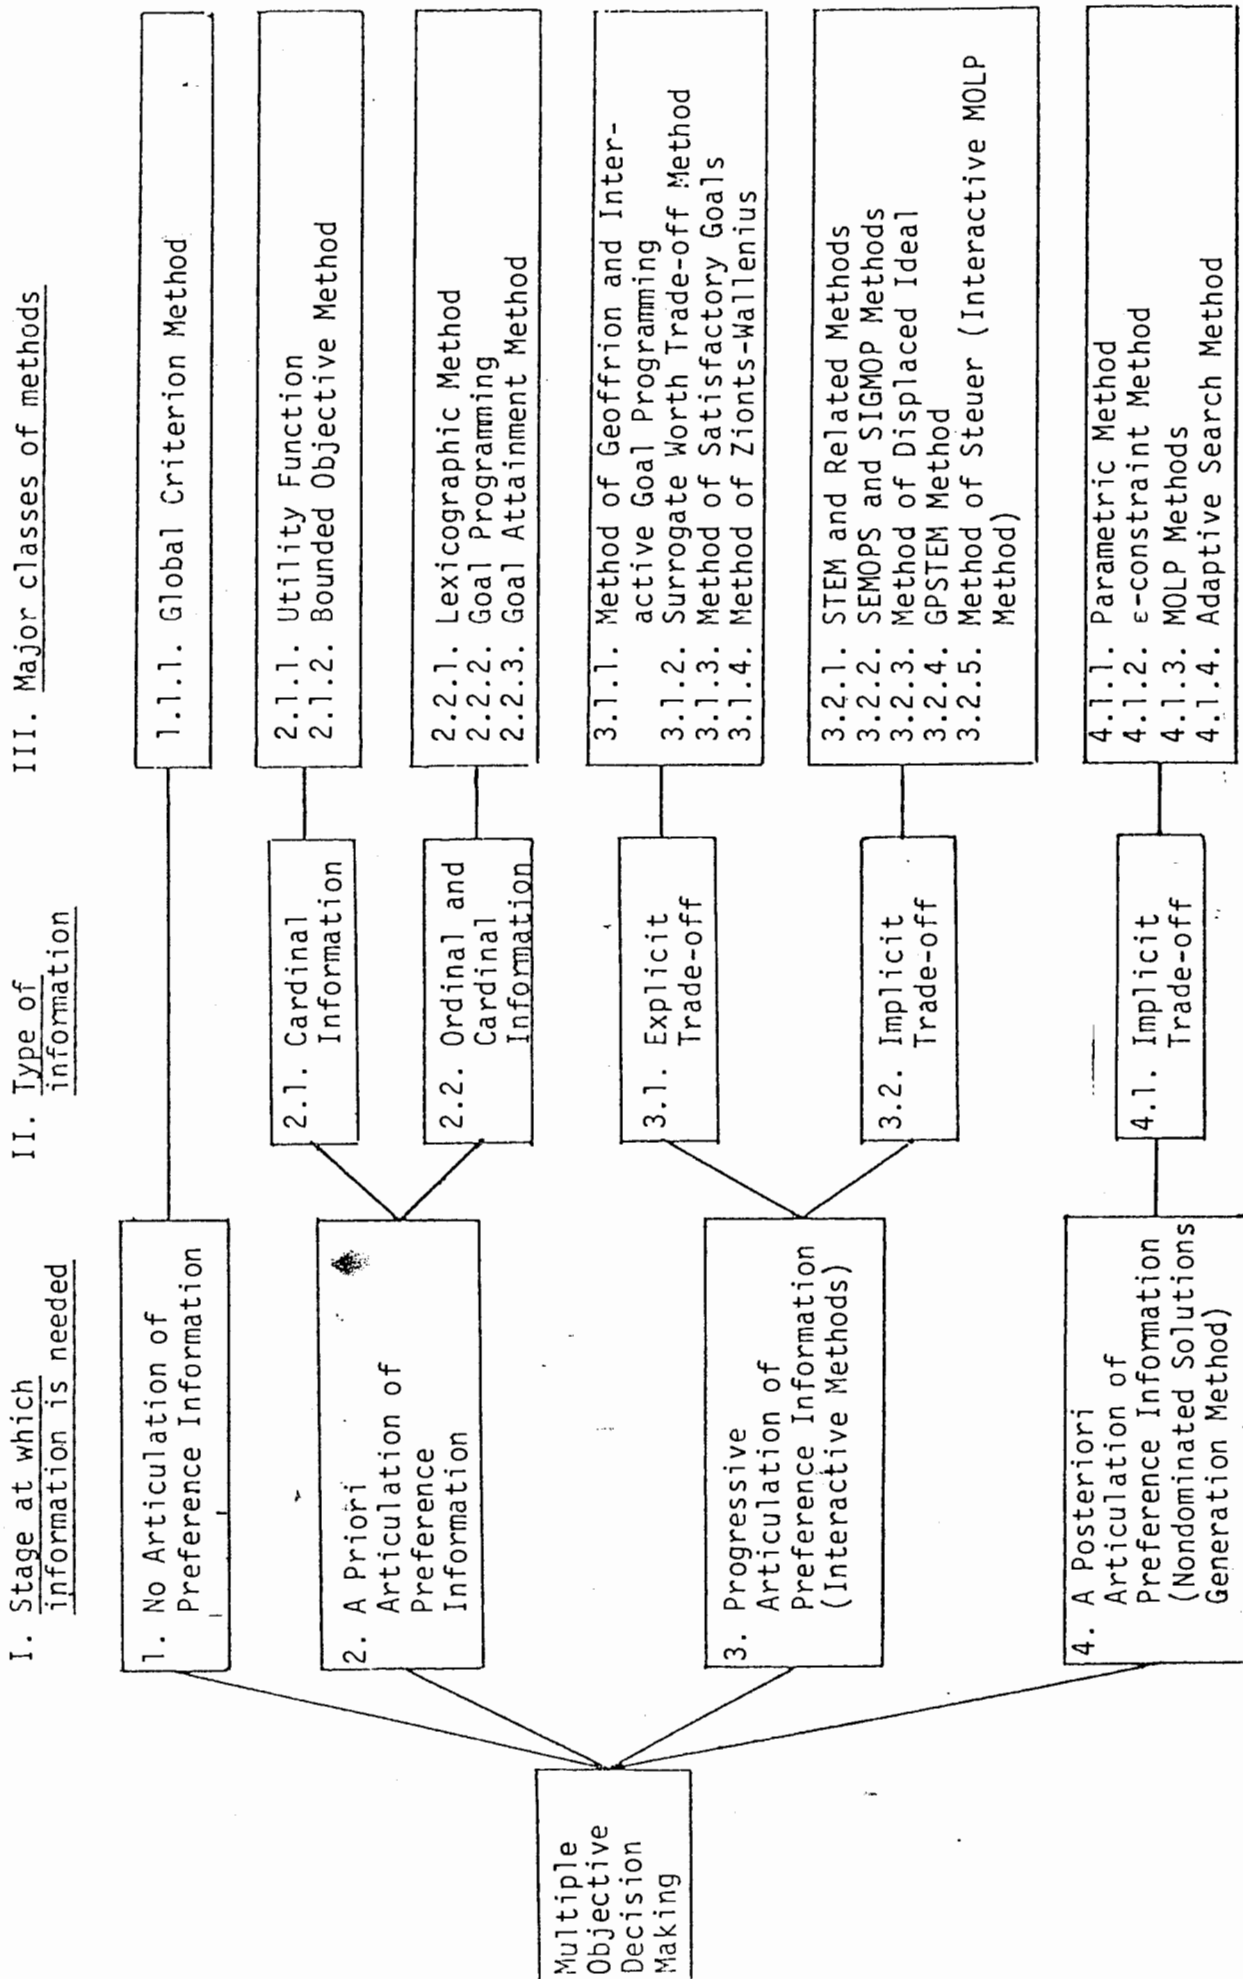 I. Stage at which
information is needed
II. Type of
information
III. Major classes of methods
Multiple
Objective
Decision
Making
1. No Articulation of
Preference Information
1.1.1. Global Criterion Method
2. A Priori
Articulation of
Preference
Information
2.1. Cardinal
Information
2.1.1. Utility Function
2.1.2. Bounded Objective Method
2.2. Ordinal and
Cardinal
Information
2.2.1. Lexicographic Method
2.2.2. Goal Programming
2.2.3. Goal Attainment Method
3. Progressive
Articulation of
Preference Information
(Interactive Methods)
3.1. Explicit
Trade-off
3.1.1. Method of Geoffrion and Inter-
active Goal Programming
3.1.2. Surrogate Worth Trade-off Method
3.1.3. Method of Satisfactory Goals
3.1.4. Method of Zionts-Wallenius
3.2. Implicit
Trade-off
3.2.1. STEM and Related Methods
3.2.2. SEMOPS and SIGMOP Methods
3.2.3. Method of Displaced Ideal
3.2.4. GPSTEM Method
3.2.5. Method of Steuer (Interactive MOLP
Method)
4. A Posteriori
Articulation of
Preference Information
(Nondominated Solutions
Generation Method)
4.1. Implicit
Trade-off
4.1.1. Parametric Method
4.1.2. ε-constraint Method
4.1.3. MOLP Methods
4.1.4. Adaptive Search Method